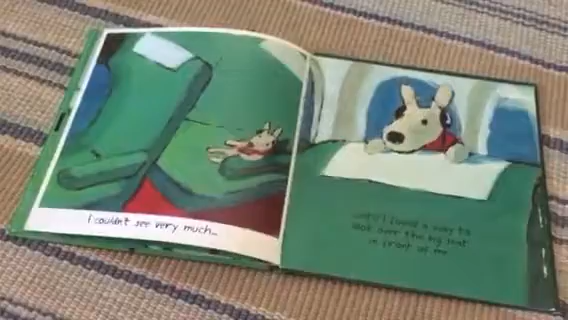 I couldn't see very much...
until I found a way to
look over the big seat
in front of me.